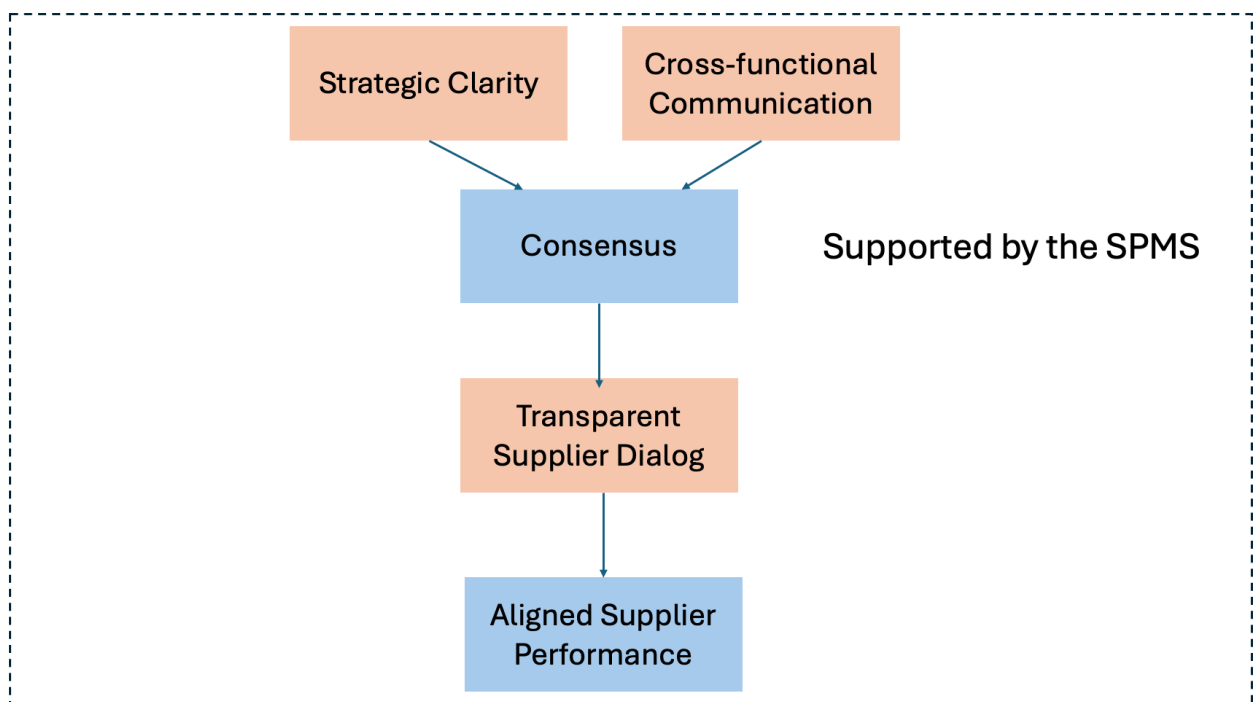 Strategic Clarity
Cross-functional
Communication
Consensus
Supported by the SPMS
Transparent
Supplier Dialog
Aligned Supplier
Performance